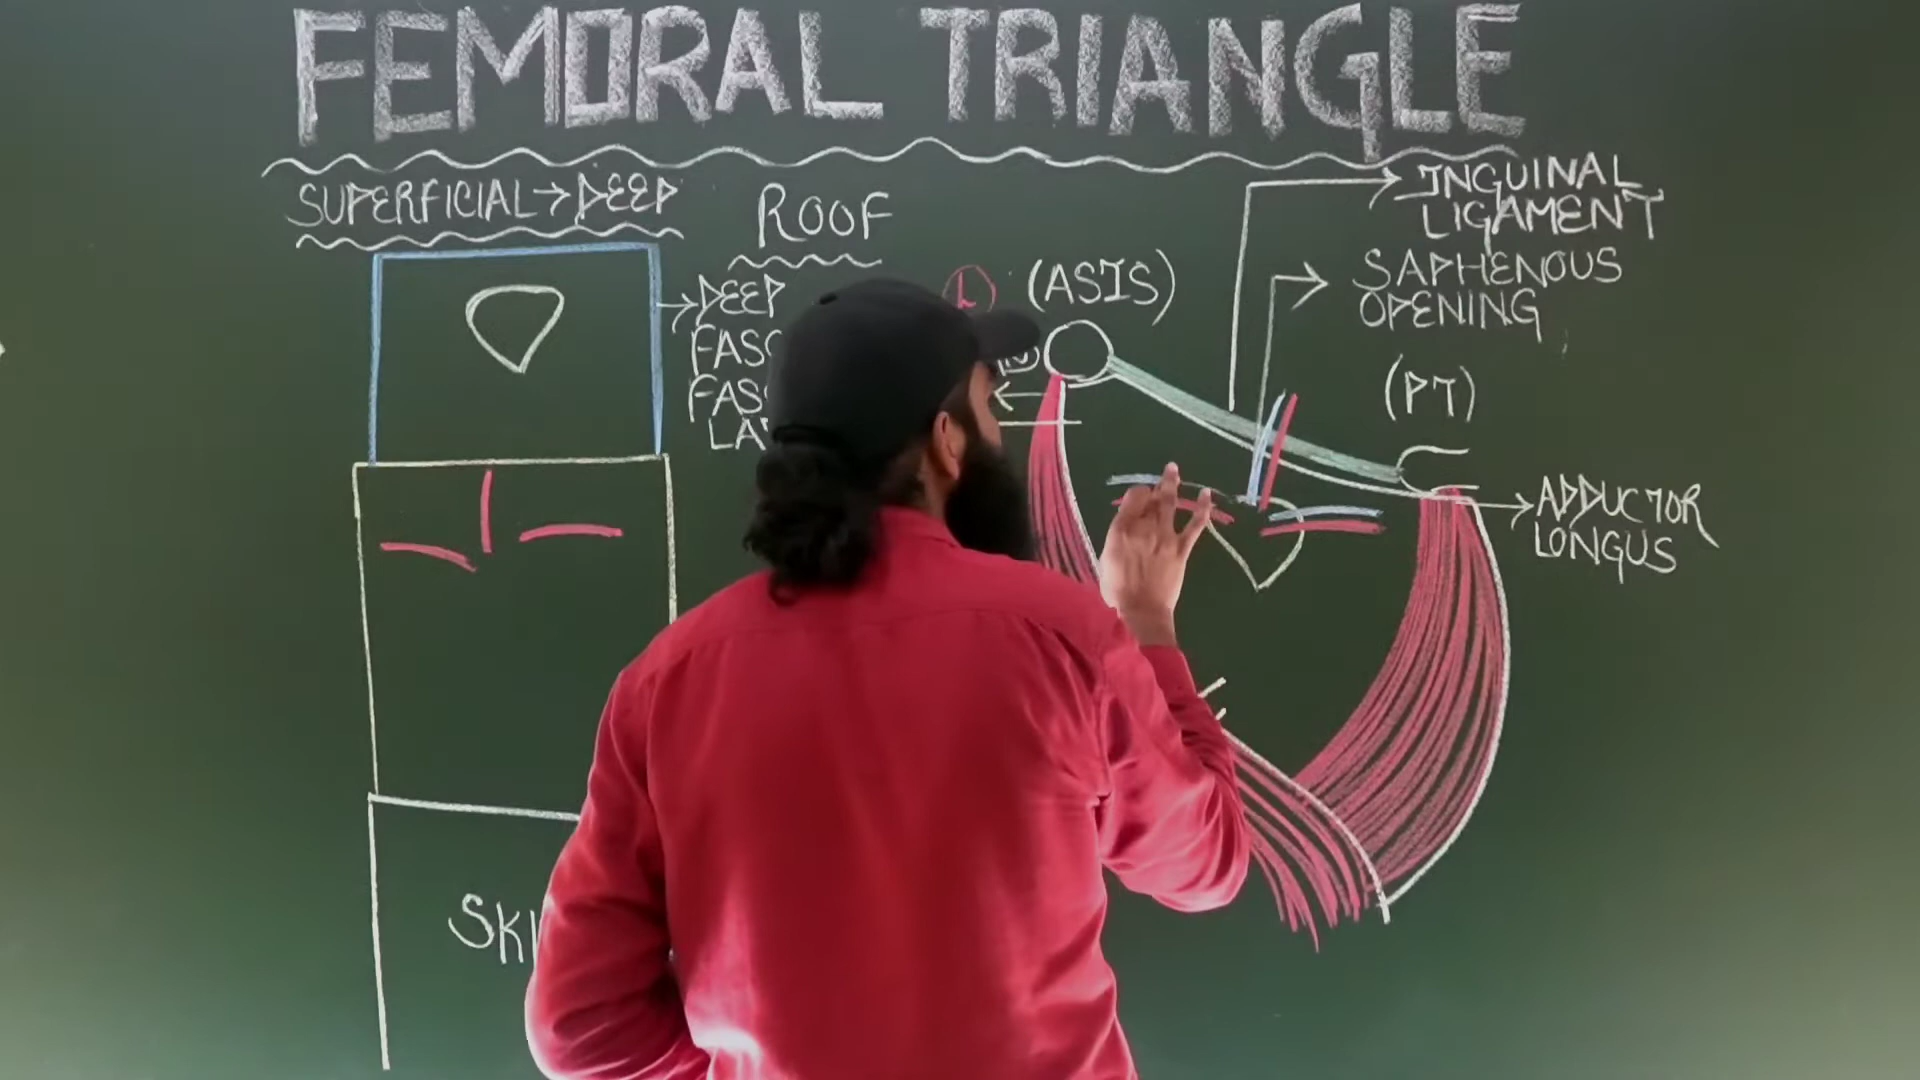 FEMORAL TRIANGLE
SUPERFICIAL→DEEP
ROOF
→DEEP
(ASIS)
INGUINAL
LIGAMENT
SAPHENOUS
OPENING
(PT)
ADDUCTOR
LONGUS